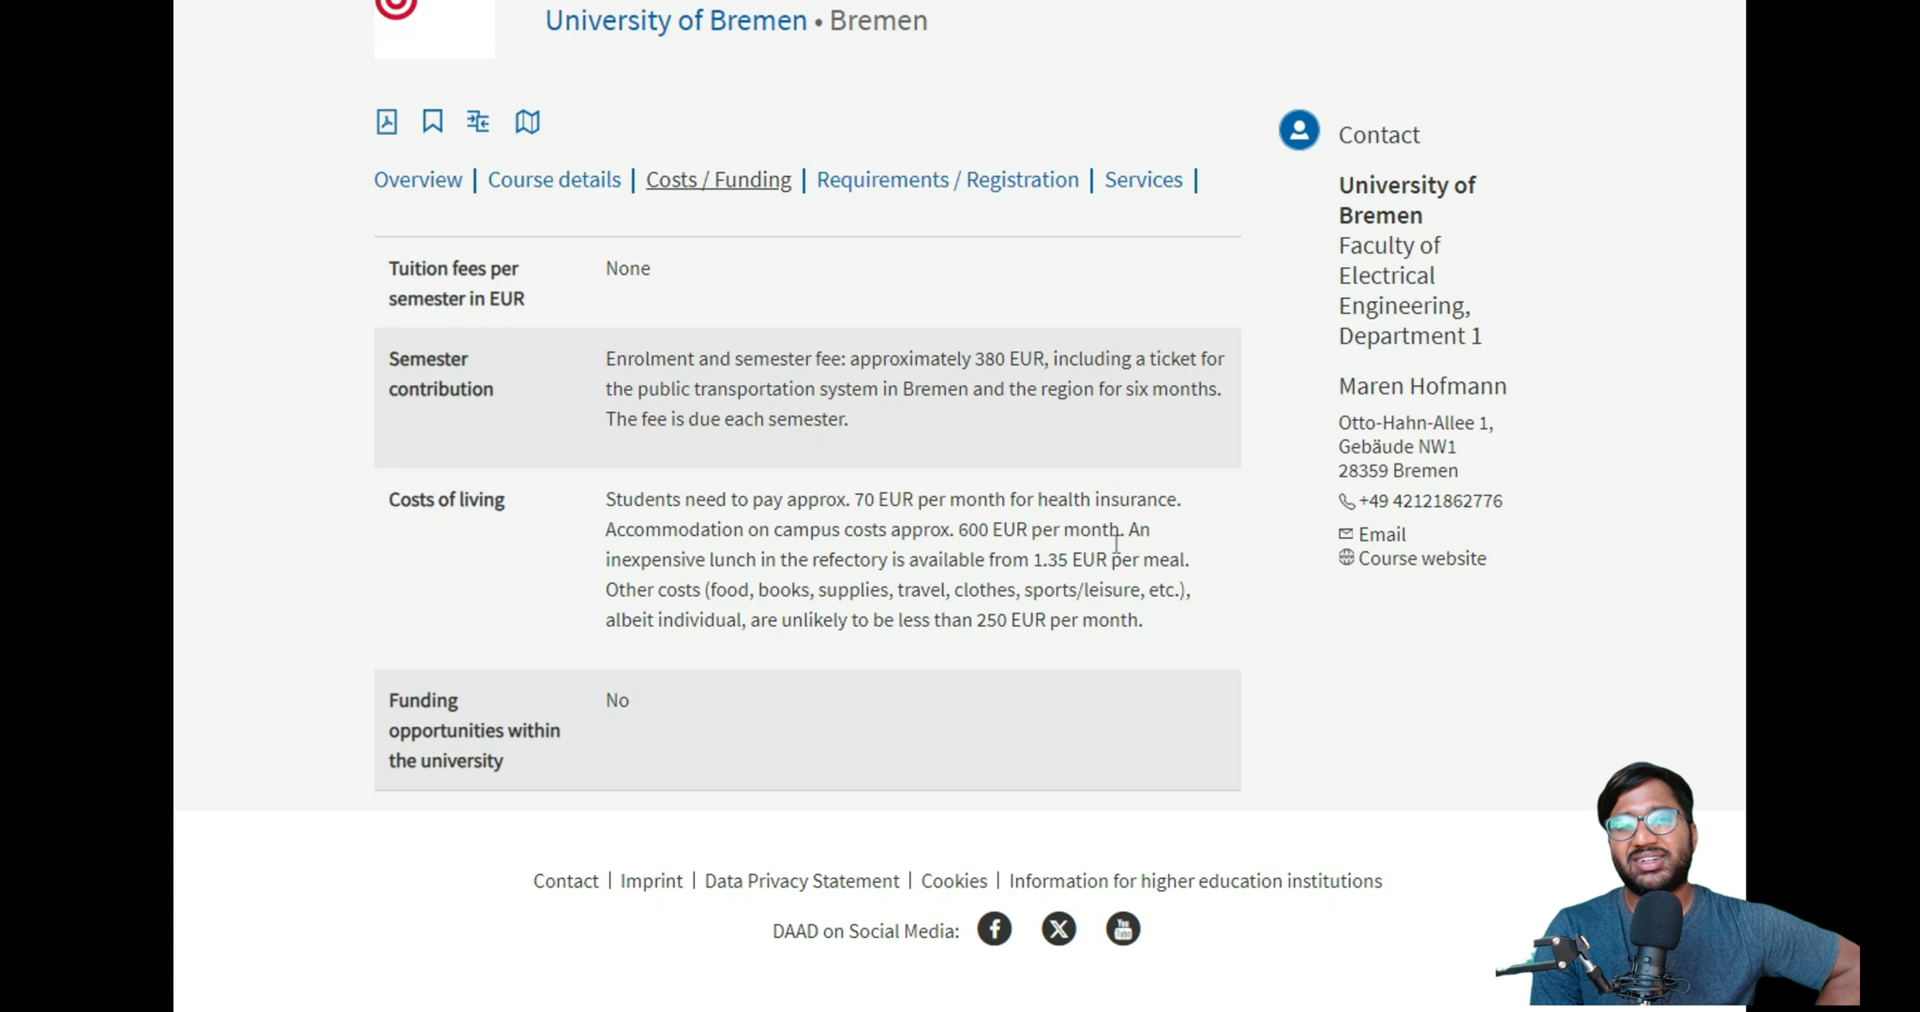 University of Bremen • Bremen
Overview | Course details | Costs / Funding | Requirements / Registration | Services |
Tuition fees per
semester in EUR
None
Semester
contribution
Enrolment and semester fee: approximately 380 EUR, including a ticket for
the public transportation system in Bremen and the region for six months.
The fee is due each semester.
Costs of living
Students need to pay approx. 70 EUR per month for health insurance.
Accommodation on campus costs approx. 600 EUR per month. An
inexpensive lunch in the refectory is available from 1.35 EUR per meal.
Other costs (food, books, supplies, travel, clothes, sports/leisure, etc.),
albeit individual, are unlikely to be less than 250 EUR per month.
Funding
opportunities within
the university
No
Contact
University of
Bremen
Faculty of
Electrical
Engineering,
Department 1
Maren Hofmann
Otto-Hahn-Allee 1,
Gebäude NW1
28359 Bremen
+49 42121862776
Email
Course website
Contact | Imprint | Data Privacy Statement | Cookies | Information for higher education institutions
DAAD on Social Media: